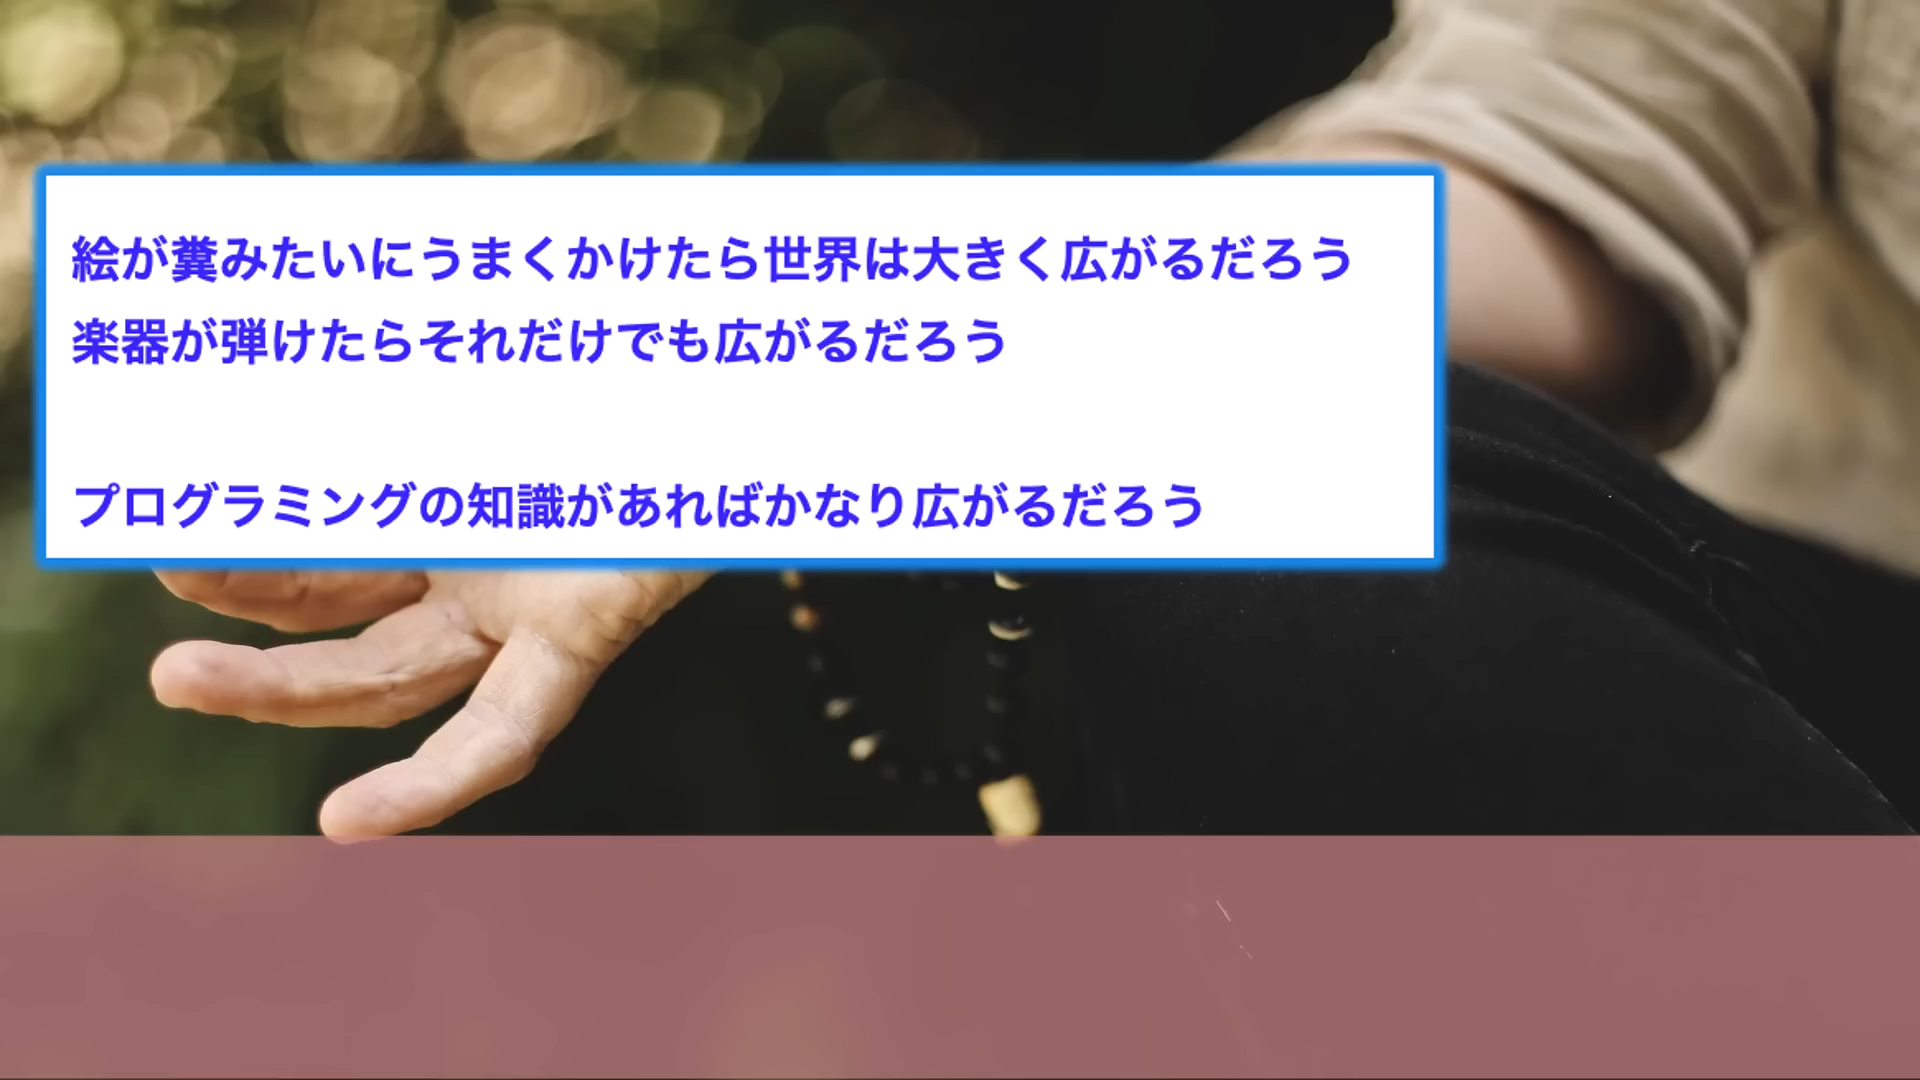 絵が糞みたいにうまくかけたら世界は大きく広がるだろう
楽器が弾けたらそれだけでも広がるだろう
プログラミングの知識があればかなり広がるだろう